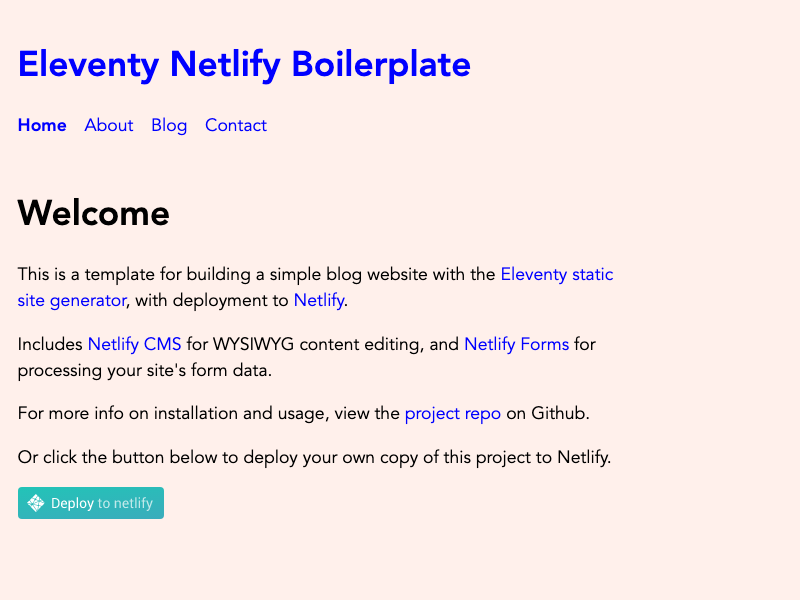 Eleventy Netlify Boilerplate
Home About Blog Contact
Welcome
This is a template for building a simple blog website with the Eleventy static
site generator, with deployment to Netlify.
Includes Netlify CMS for WYSIWYG content editing, and Netlify Forms for
processing your site's form data.
For more info on installation and usage, view the project repo on Github.
Or click the button below to deploy your own copy of this project to Netlify.
Deploy to netlify